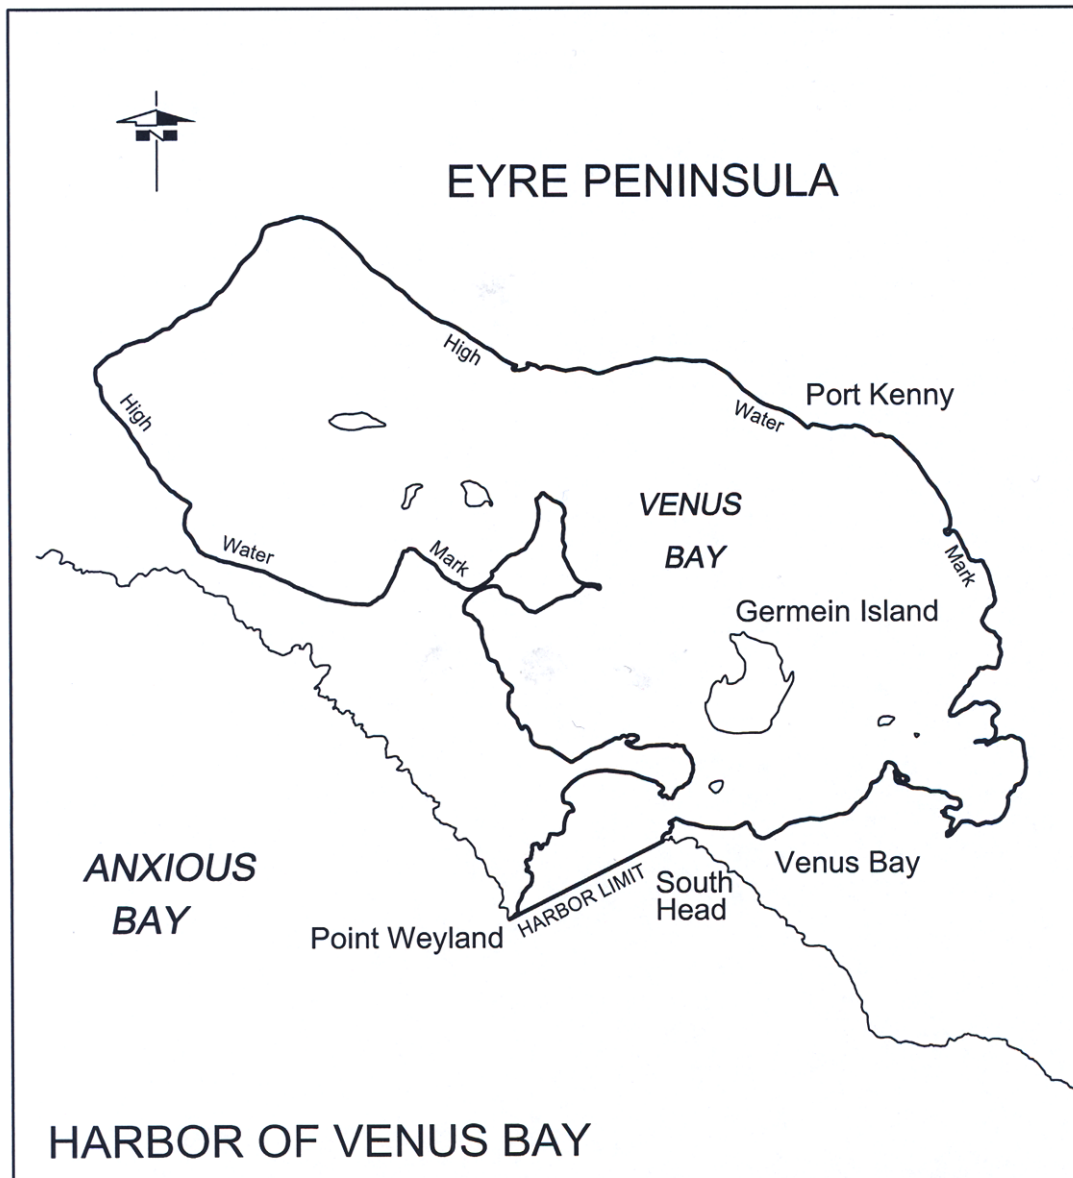 N
EYRE PENINSULA
High
Port Kenny
Water
High
VENUS
BAY
Water
Mark
Mark
Germein Island
ANXIOUS
BAY
Venus Bay
South
Head
HARBOR LIMIT
Point Weyland
HARBOR OF VENUS BAY